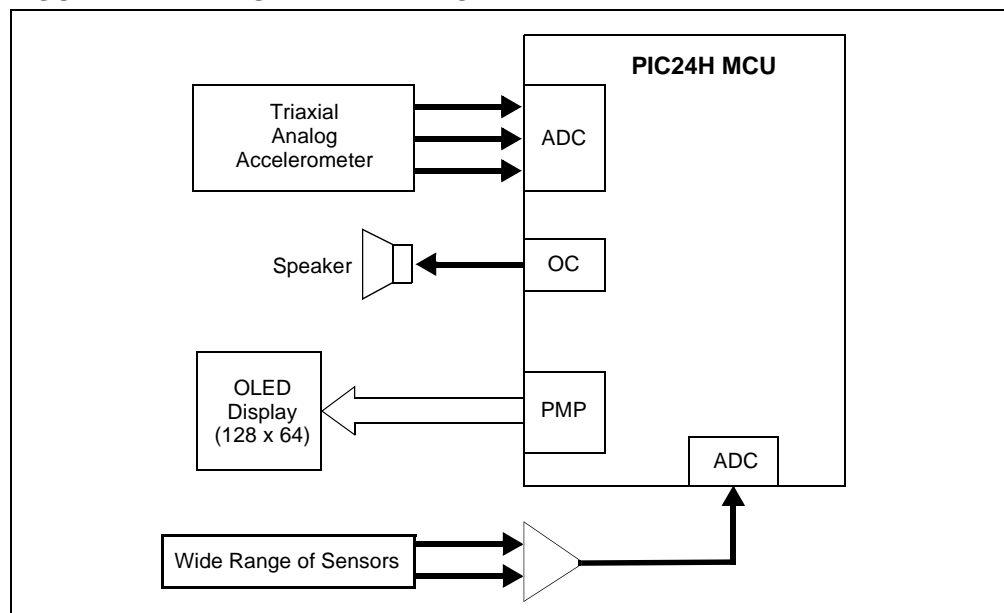 PIC24H MCU
Triaxial
Analog
Accelerometer
ADC
Speaker
OC
OLED
Display
(128 x 64)
PMP
ADC
Wide Range of Sensors